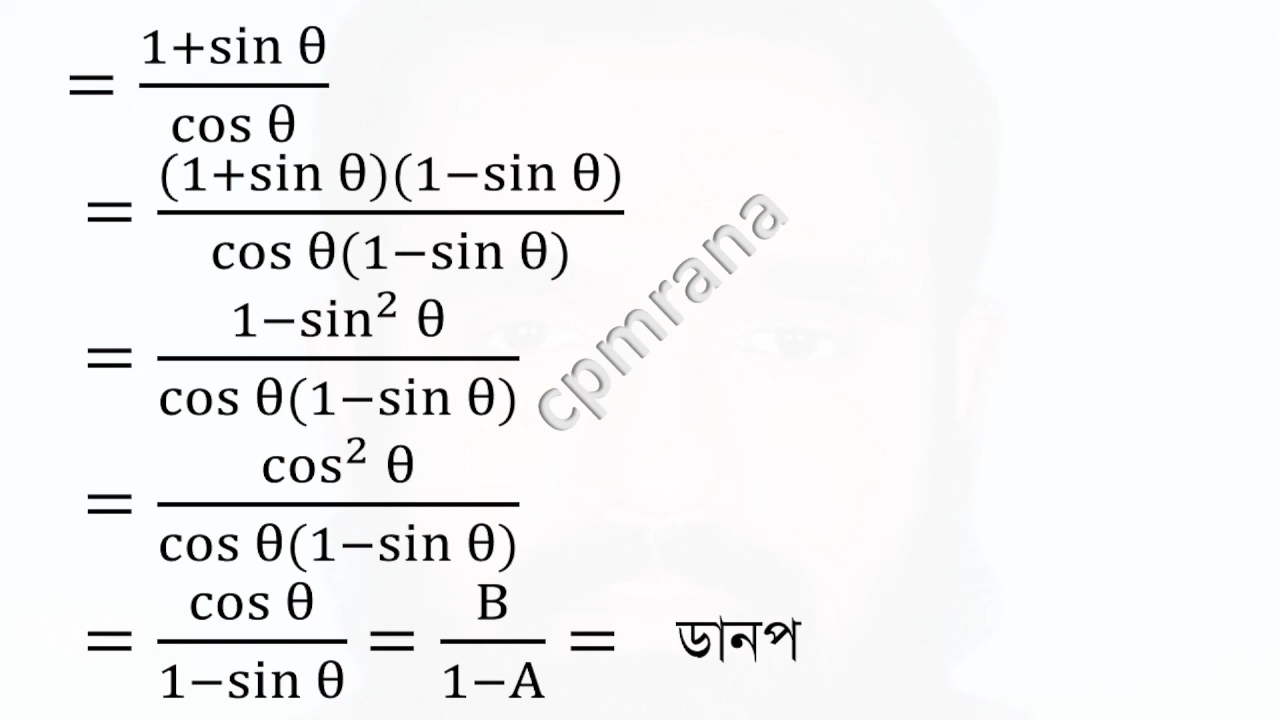 = (1+sin θ)/(cos θ)
= ((1+sin θ)(1−sin θ))/(cos θ(1−sin θ))
= (1−sin² θ)/(cos θ(1−sin θ))
= (cos² θ)/(cos θ(1−sin θ))
= (cos θ)/(1−sin θ) = B/(1−A) = ডানপ
cpmrana